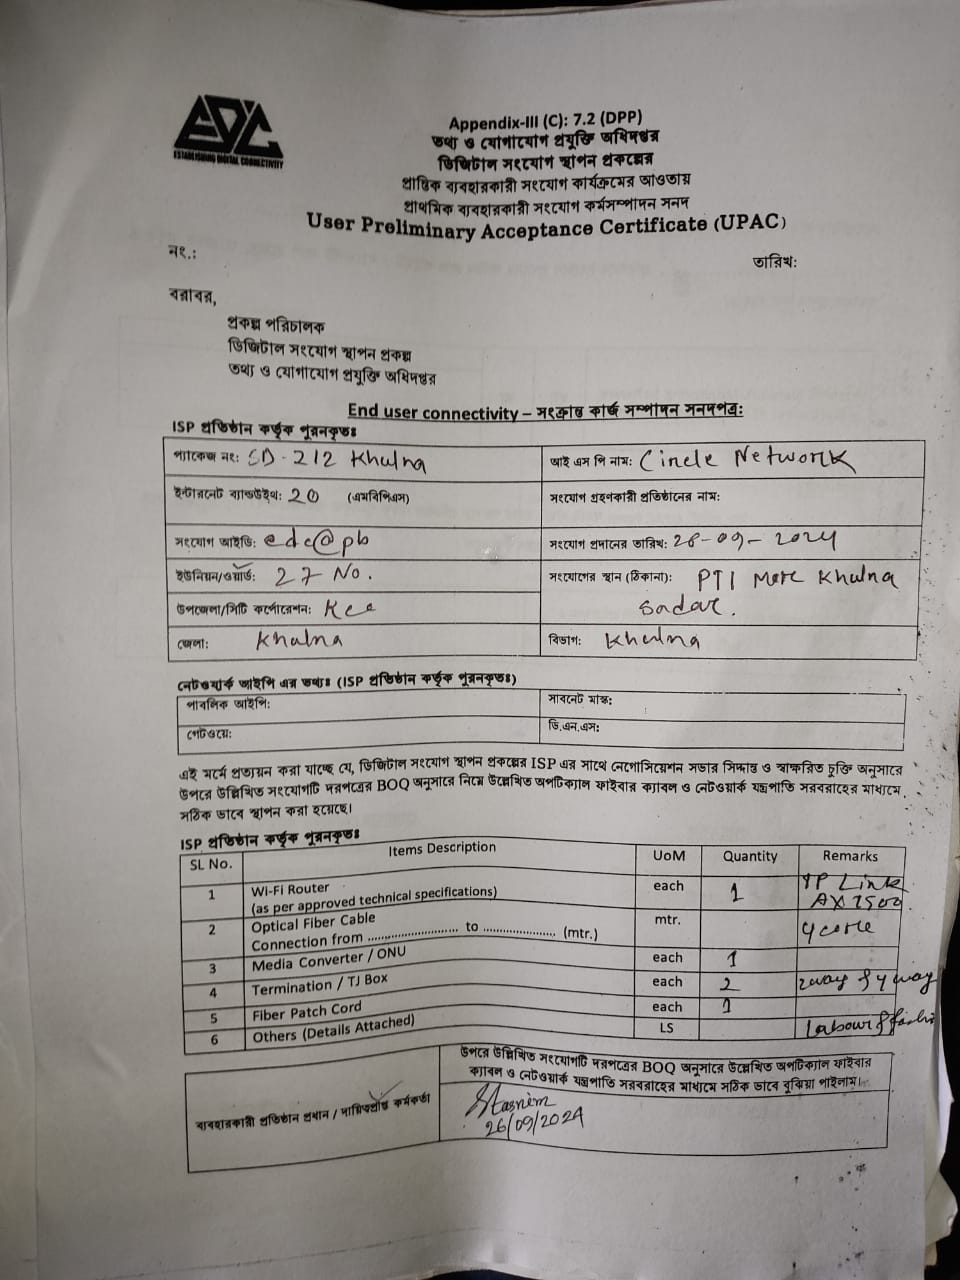 EDC
ESTABLISHING DIGITAL CONNECTIVITY
Appendix-III (C): 7.2 (DPP)
তথ্য ও যোগাযোগ প্রযুক্তি অধিদপ্তর
ডিজিটাল সংযোগ স্থাপন প্রকল্পের
প্রান্তিক ব্যবহারকারী সংযোগ কার্যক্রমের আওতায়
প্রাথমিক ব্যবহারকারী সংযোগ কর্মসম্পাদন সনদ
User Preliminary Acceptance Certificate (UPAC)
নং.:
তারিখ:
বরাবর,
প্রকল্প পরিচালক
ডিজিটাল সংযোগ স্থাপন প্রকল্প
তথ্য ও যোগাযোগ প্রযুক্তি অধিদপ্তর
End user connectivity – সংক্রান্ত কার্জ সম্পাদন সনদপত্র:
ISP প্রতিষ্ঠান কর্তৃক পূরনকৃতঃ
প্যাকেজ নং: SD-212 Khulna
আই এস পি নাম: Circle Network
ইন্টারনেট ব্যান্ডউইথ: 20 (এমবিপিএস)
সংযোগ গ্রহণকারী প্রতিষ্ঠানের নাম:
সংযোগ আইডি: edc@pb
সংযোগ প্রদানের তারিখ: 26-09-2024
ইউনিয়ন/ওয়ার্ড: 27 No.
সংযোগের স্থান (ঠিকানা): PTI More Khulna
Sadar.
উপজেলা/সিটি কর্পোরেশন: Kcc
জেলা: Khulna
বিভাগ: Khulna
নেটওয়ার্ক আইপি এর তথ্যঃ (ISP প্রতিষ্ঠান কর্তৃক পূরনকৃতঃ)
পাবলিক আইপি:
সাবনেট মাস্ক:
গেটওয়ে:
ডি.এন.এস:
এই মর্মে প্রত্যয়ন করা যাচ্ছে যে, ডিজিটাল সংযোগ স্থাপন প্রকল্পের ISP এর সাথে নেগোসিয়েশন সভার সিদ্ধান্ত ও স্বাক্ষরিত চুক্তি অনুসারে
উপরে উল্লিখিত সংযোগটি দরপত্রের BOQ অনুসারে নিম্নে উল্লেখিত অপটিক্যাল ফাইবার ক্যাবল ও নেটওয়ার্ক যন্ত্রপাতি সরবরাহের মাধ্যমে
সঠিক ভাবে স্থাপন করা হয়েছে।
ISP প্রতিষ্ঠান কর্তৃক পূরনকৃতঃ
SL No. Items Description UoM Quantity Remarks
1 Wi-Fi Router each 1 TP Link
(as per approved technical specifications) AX1500
2 Optical Fiber Cable mtr. 4 core
Connection from ........................... to ...................... (mtr.)
3 Media Converter / ONU each 1
4 Termination / TJ Box each 2 2way & 4 way
5 Fiber Patch Cord each 1
6 Others (Details Attached) LS Labour &
উপরে উল্লিখিত সংযোগটি দরপত্রের BOQ অনুসারে উল্লেখিত অপটিক্যাল ফাইবার
ক্যাবল ও নেটওয়ার্ক যন্ত্রপাতি সরবরাহের মাধ্যমে সঠিক ভাবে বুঝিয়া পাইলাম।
ব্যবহারকারী প্রতিষ্ঠান প্রধান / দায়িত্বপ্রাপ্ত কর্মকর্তা
Tasnim
26/09/2024